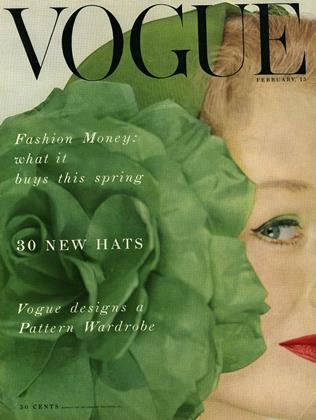 VOGUE
FEBRUARY, 15
Fashion Money:
what it
buys this spring
30 NEW HATS
Vogue designs a
Pattern Wardrobe
50 CENTS